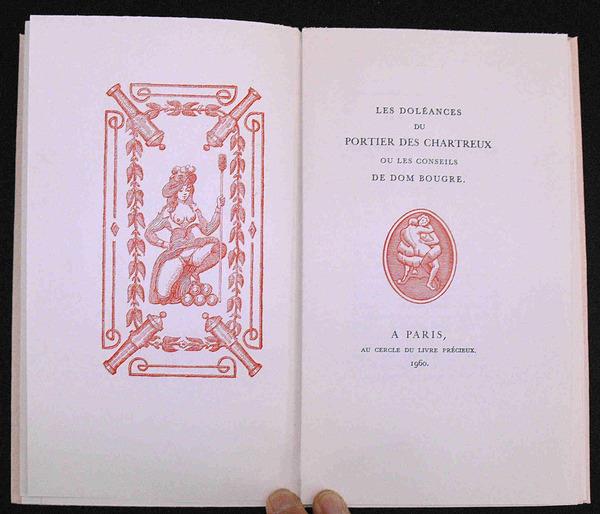 LES DOLÉANCES
DU
PORTIER DES CHARTREUX
OU LES CONSEILS
DE DOM BOUGRE.
A PARIS,
AU CERCLE DU LIVRE PRÉCIEUX.
1960.